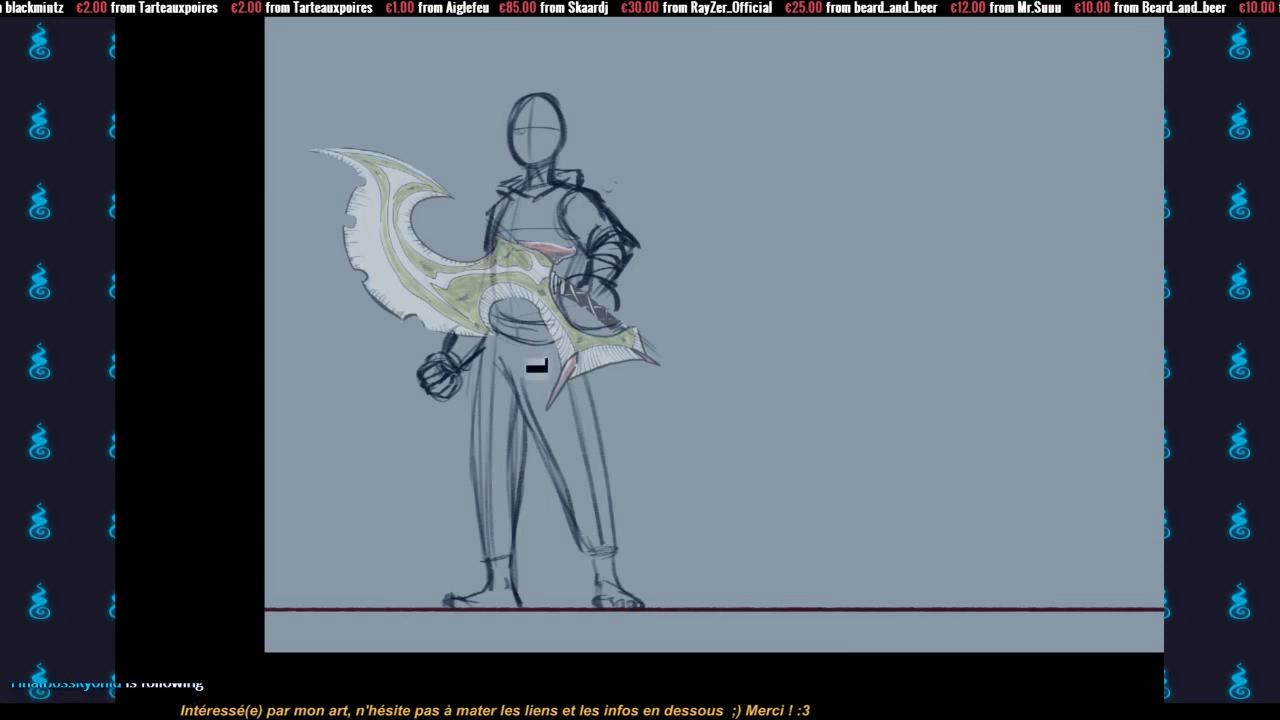 blackmintz €2.00 from Tarteauxpoires €2.00 from Tarteauxpoires €1.00 from Aiglefeu €85.00 from Skaardj €30.00 from RayZer_Official €25.00 from beard_and_beer €12.00 from Mr.Suuu €10.00 from Beard_and_beer €10.00
is following
Intéressé(e) par mon art, n'hésite pas à mater les liens et les infos en dessous ;) Merci ! :3